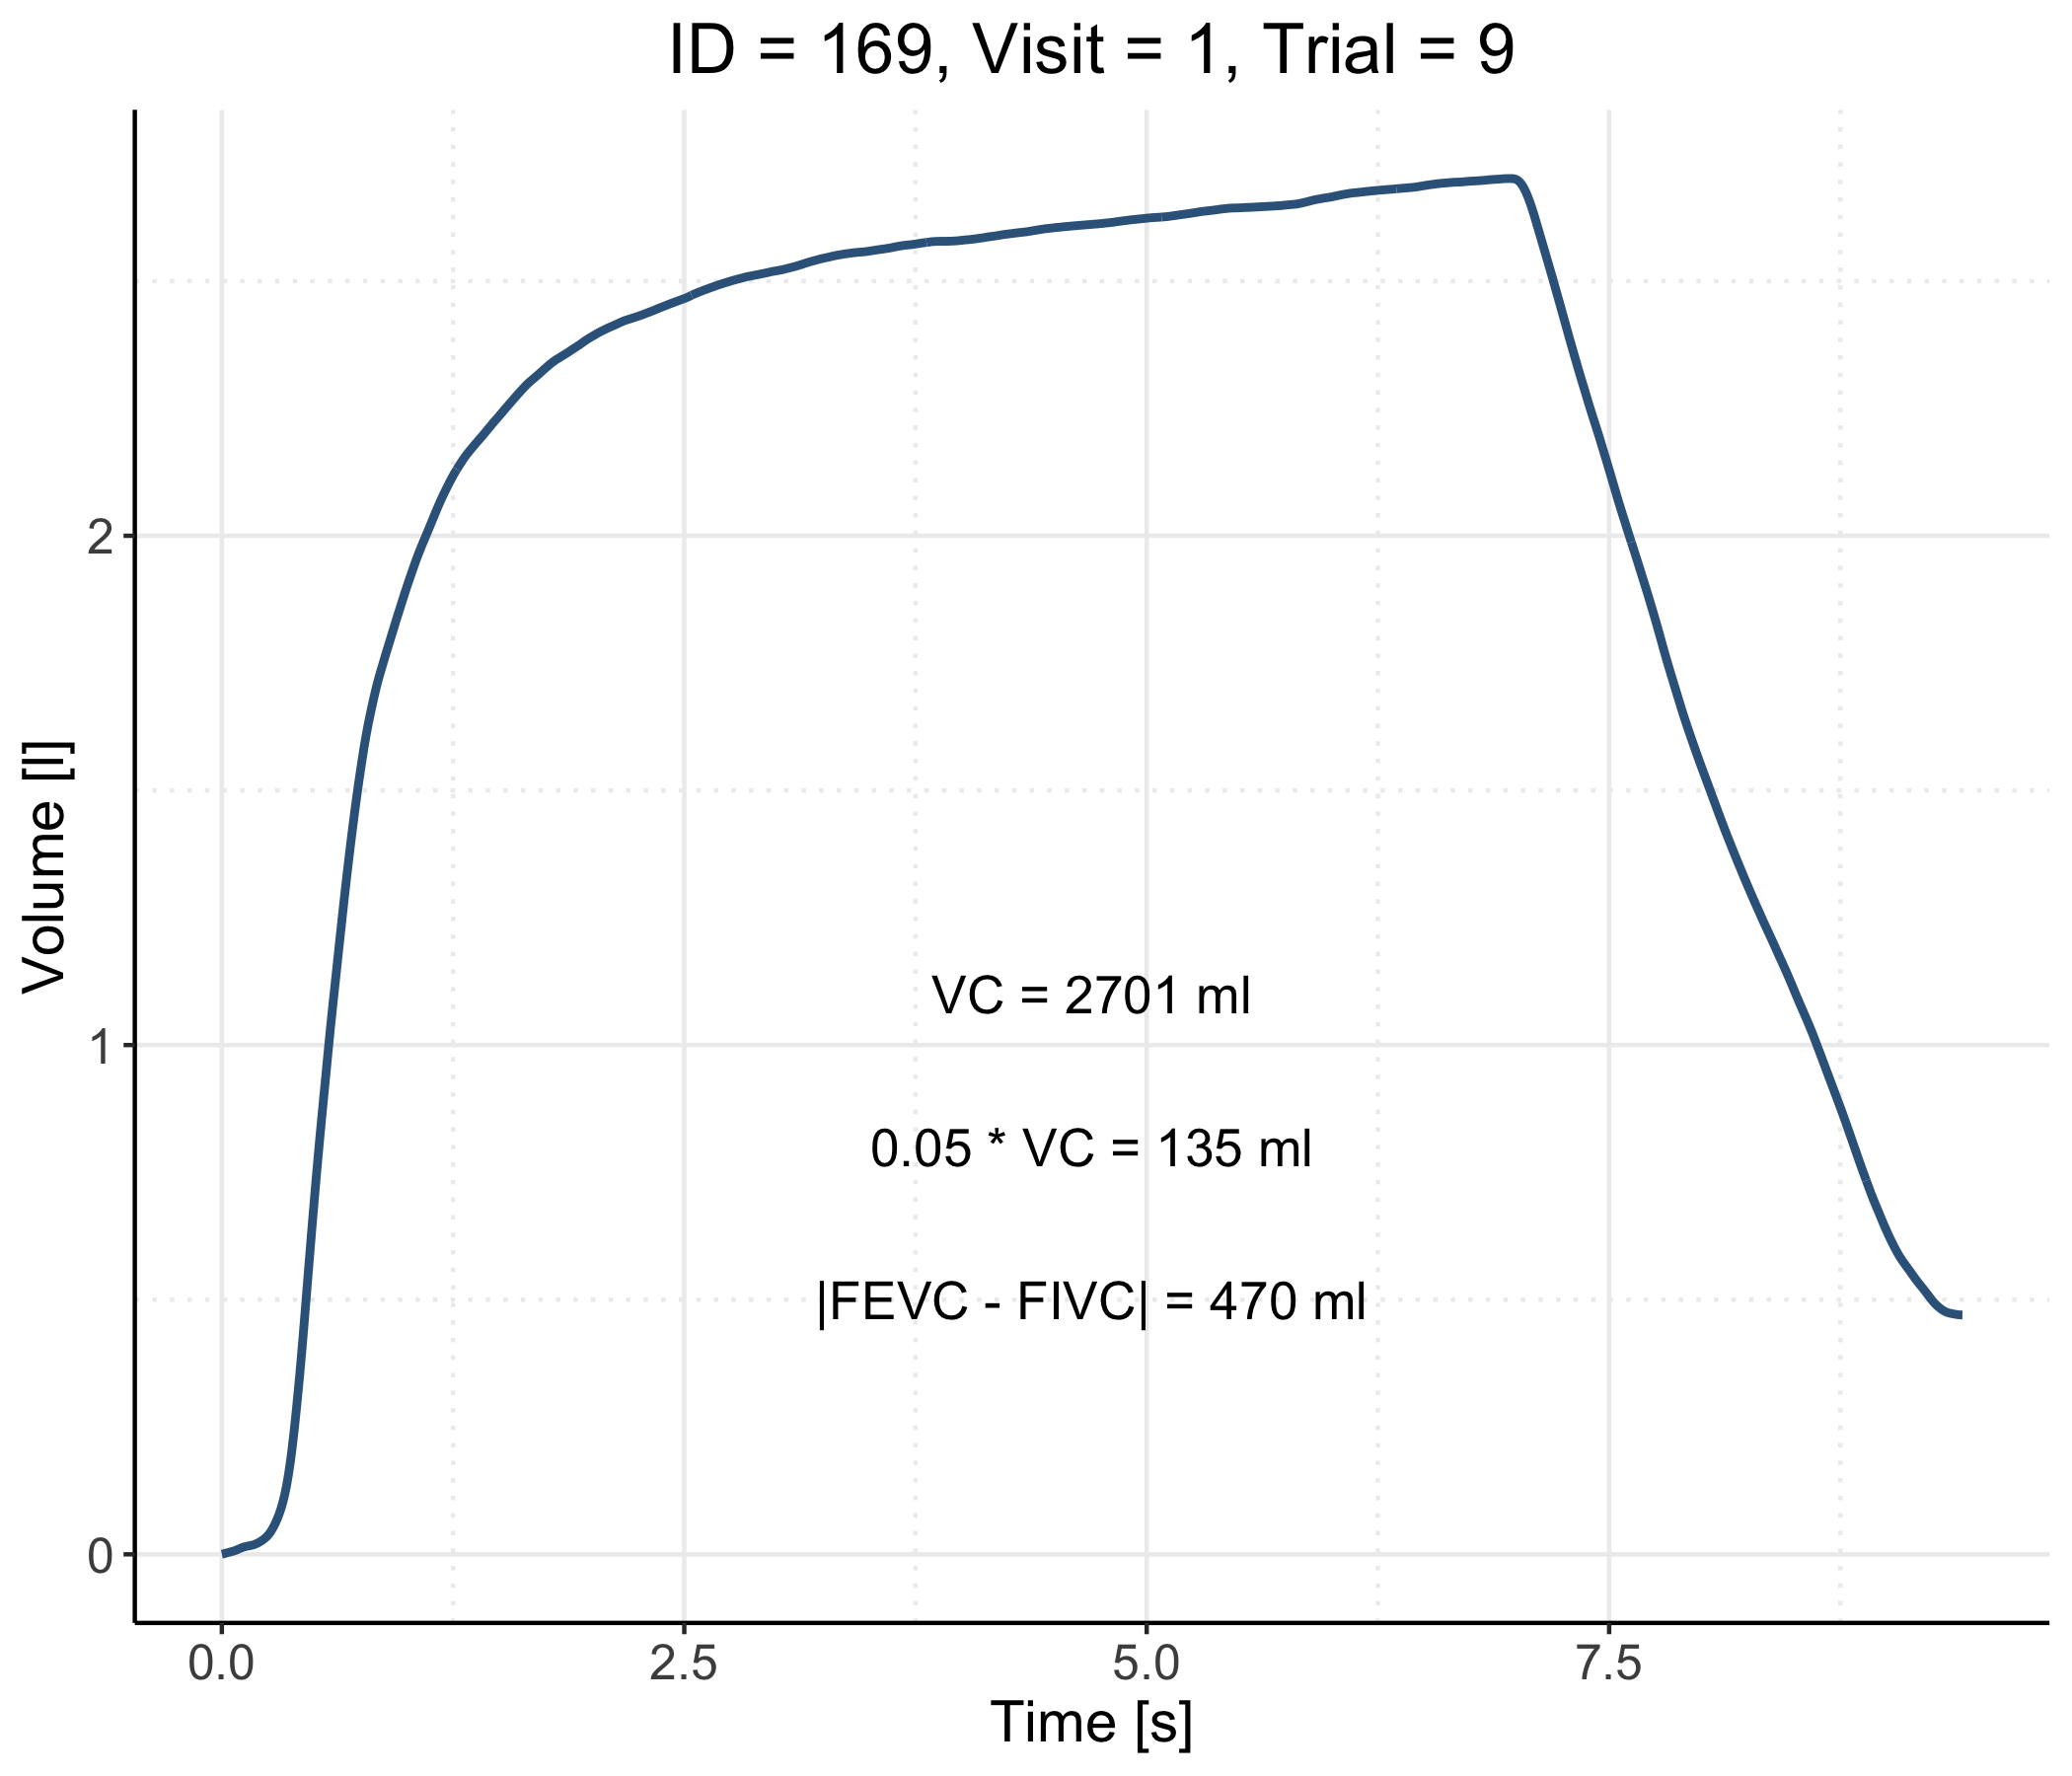 ID = 169, Visit = 1, Trial = 9
Volume [l]
2
1
0
VC = 2701 ml
0.05 * VC = 135 ml
|FEVC - FIVC| = 470 ml
0.0 2.5 5.0 7.5
Time [s]